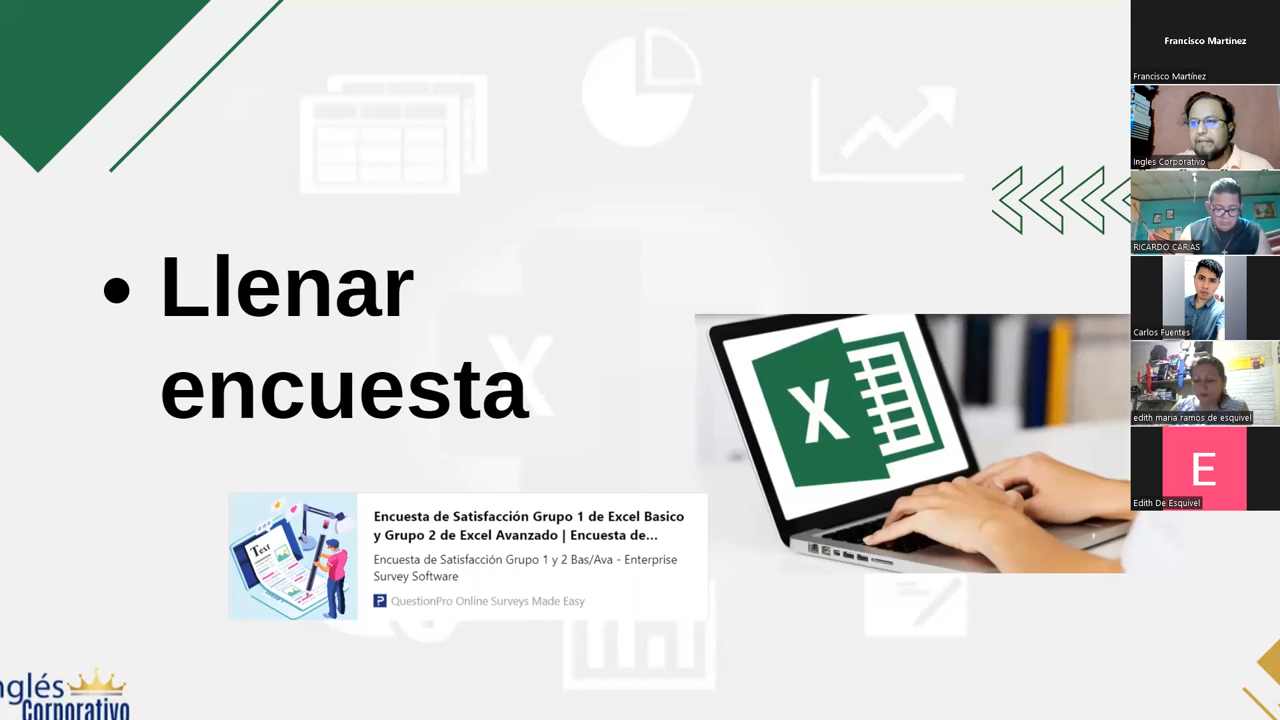 Llenar
encuesta
Text
Encuesta de Satisfacción Grupo 1 de Excel Basico
y Grupo 2 de Excel Avanzado | Encuesta de...
Encuesta de Satisfacción Grupo 1 y 2 Bas/Ava - Enterprise
Survey Software
P QuestionPro Online Surveys Made Easy
X
X
nglés
Corporativo
Francisco Martínez
Francisco Martínez
Ingles Corporativo
RICARDO CARIAS
Carlos Fuentes
edith maria ramos de esquivel
E
Edith De Esquivel